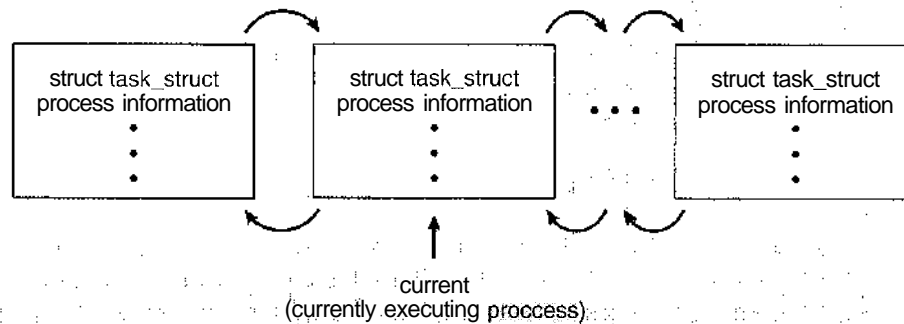 struct task_struct
process information
struct task_struct
process information
struct task_struct
process information
current
(currently executing proccess)